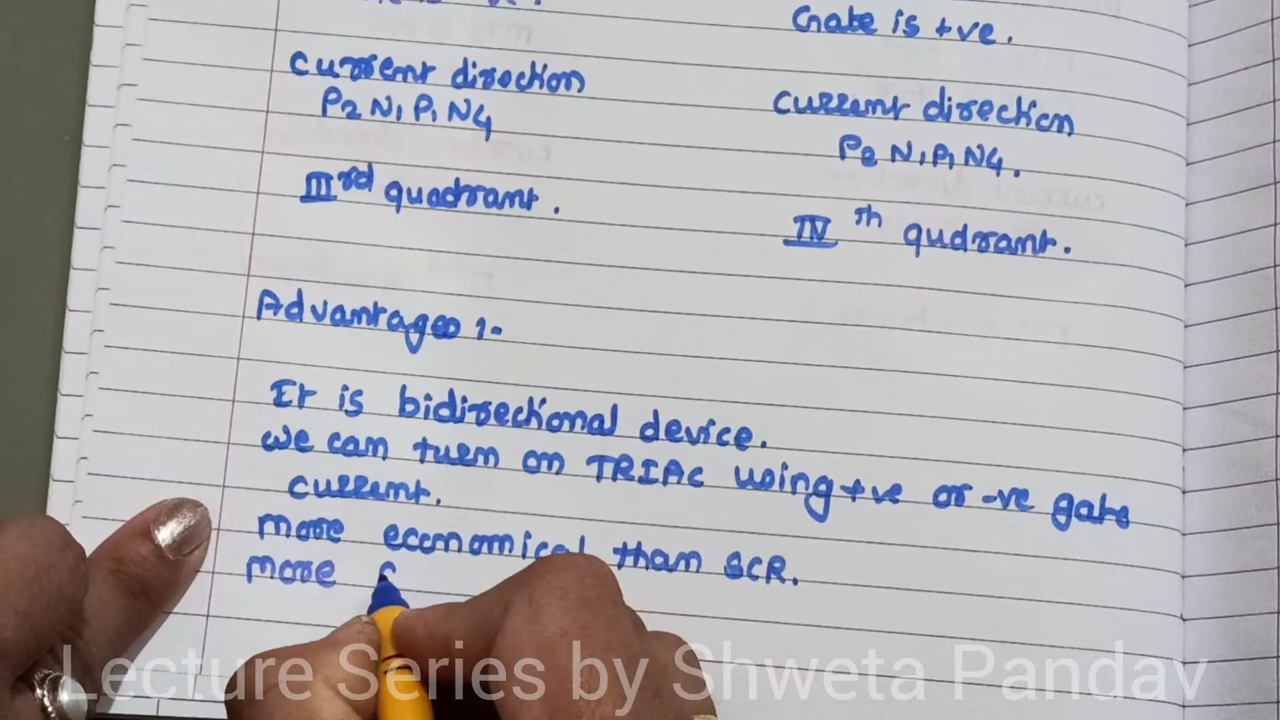 Gate is +ve.
current direction
P2 N1 P1 N4
IIIrd quadrant.
current direction
P2 N1 P1 N4.
IV th qudrant.
Advantages :-
It is bidirectional device.
we can turn on TRIAC using +ve or -ve gate
current.
more economical than SCR.
more
Lecture Series by Shweta Pandav